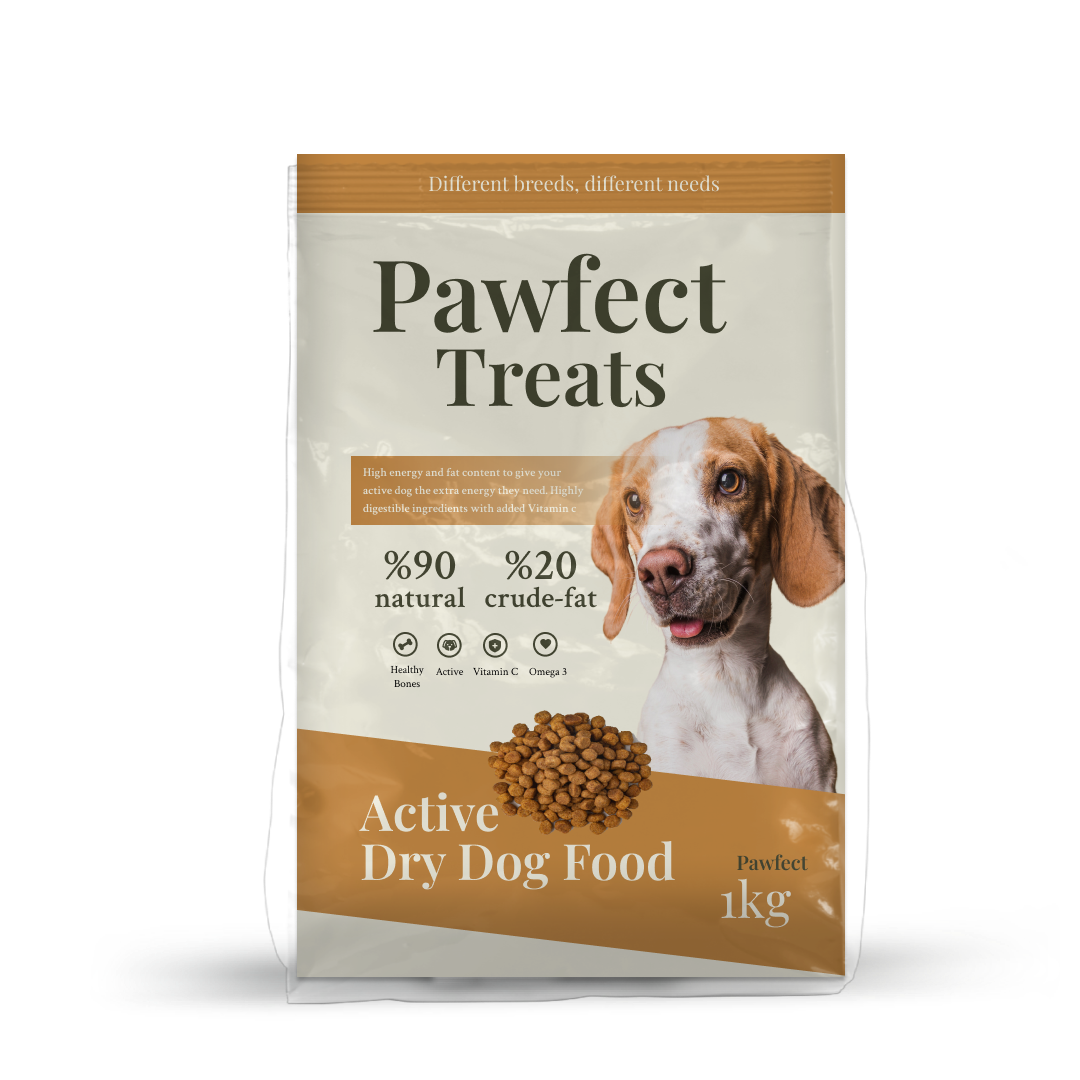 Different breeds, different needs
Pawfect
Treats
High energy and fat content to give your
active dog the extra energy they need. Highly
digestible ingredients with added Vitamin c
%90 %20
natural crude-fat
Healthy Active Vitamin C Omega 3
Bones
Active
Dry Dog Food
Pawfect
1kg